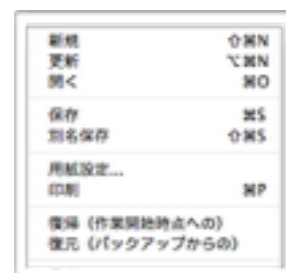 新規 ⇧⌘N
更新 ⌥⌘N
開く ⌘O
保存 ⌘S
別名保存 ⇧⌘S
用紙設定...
印刷 ⌘P
復帰（作業開始時点への）
復元（バックアップからの）